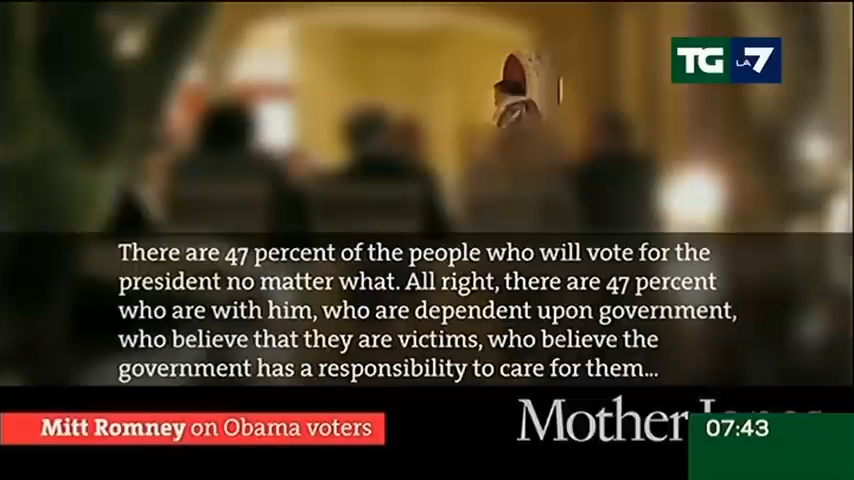 TG LA 7
There are 47 percent of the people who will vote for the
president no matter what. All right, there are 47 percent
who are with him, who are dependent upon government,
who believe that they are victims, who believe the
government has a responsibility to care for them...
Mitt Romney on Obama voters
Mother
07:43